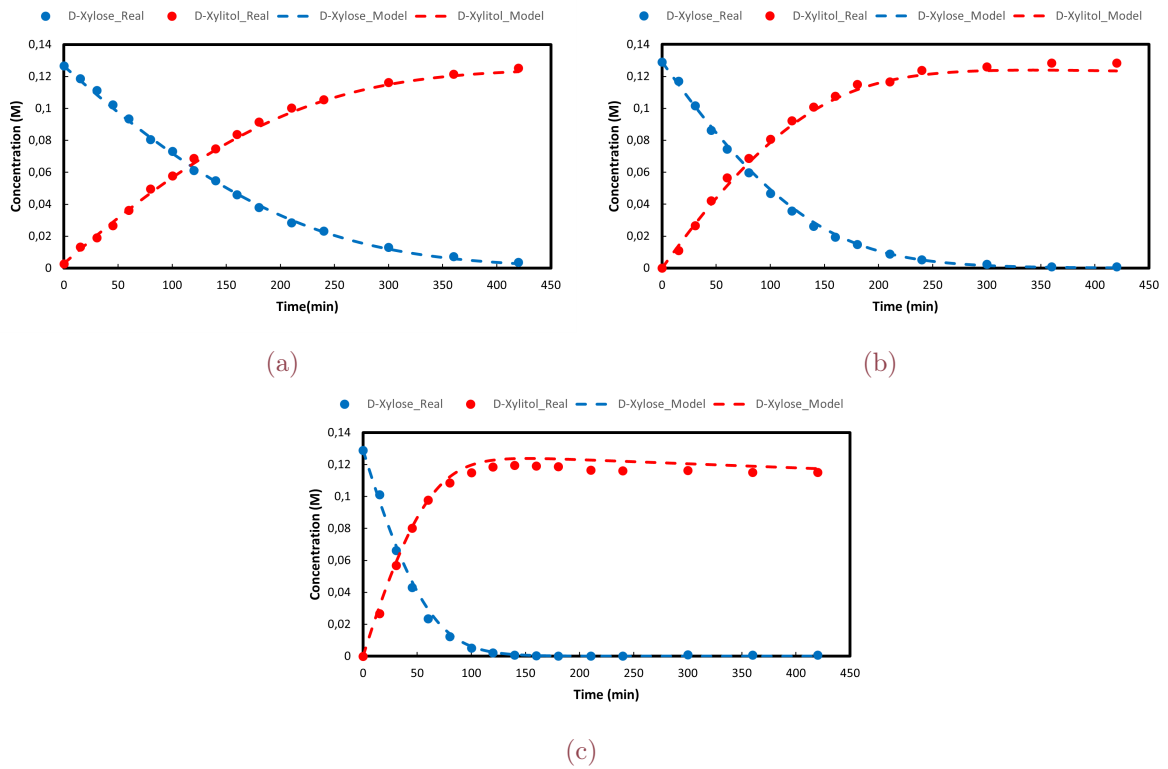 D-Xylose_Real D-Xylitol_Real D-Xylose_Model D-Xylitol_Model
0,14
0,12
0,1
0,08
0,06
0,04
0,02
0
Concentration (M)
0 50 100 150 200 250 300 350 400 450
Time(min)
(a)
D-Xylose_Real D-Xylitol_Real D-Xylose_Model D-Xylitol_Model
0,14
0,12
0,1
0,08
0,06
0,04
0,02
0
Concentration (M)
0 50 100 150 200 250 300 350 400 450
Time (min)
(b)
D-Xylose_Real D-Xylitol_Real D-Xylose_Model D-Xylose_Model
0,14
0,12
0,1
0,08
0,06
0,04
0,02
0
Concentration (M)
0 50 100 150 200 250 300 350 400 450
Time (min)
(c)